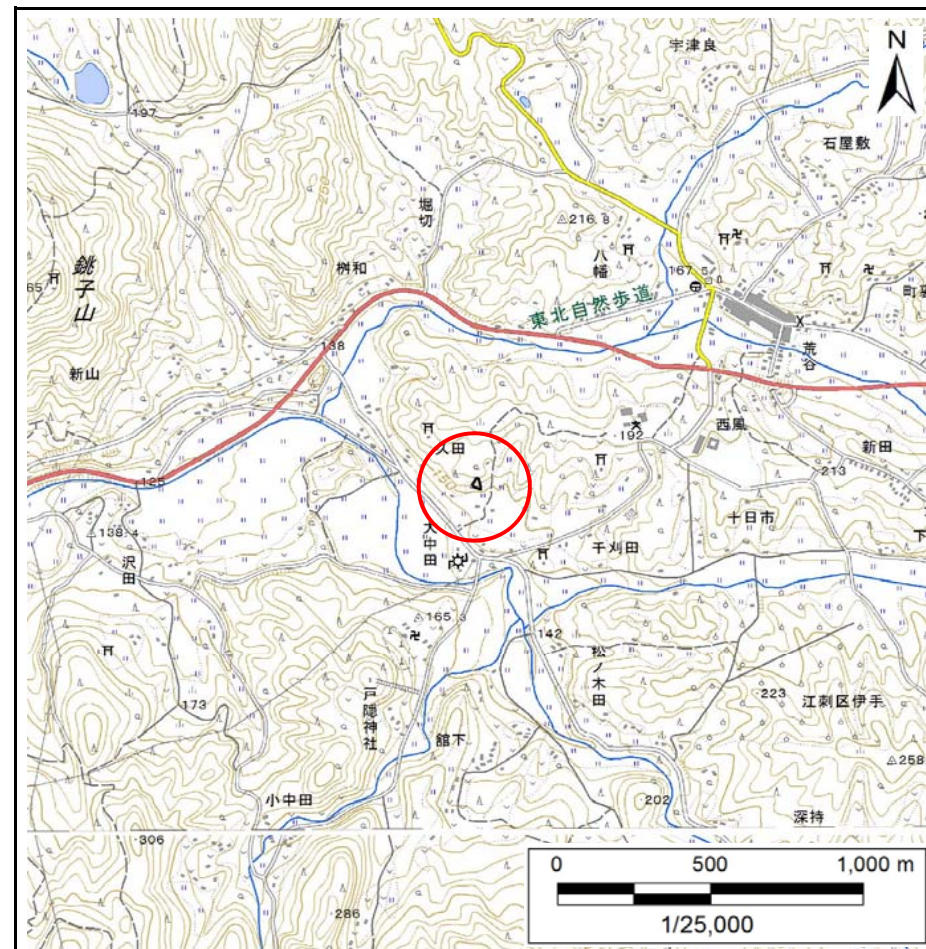 宇津良
N
197
石屋敷
堀切
216.8
八幡
銚子山
桝和
167.5
65
東北自然歩道
荒谷
138
新山
西風
192
久田
新田
213
125
十日市
大中田
千刈田
下
138.4
沢田
165.3
142
松ノ木田
223
江刺区伊手
173
戸隠神社
舘下
258
小中田
202
深持
306
0 500 1,000 m
286
1/25,000